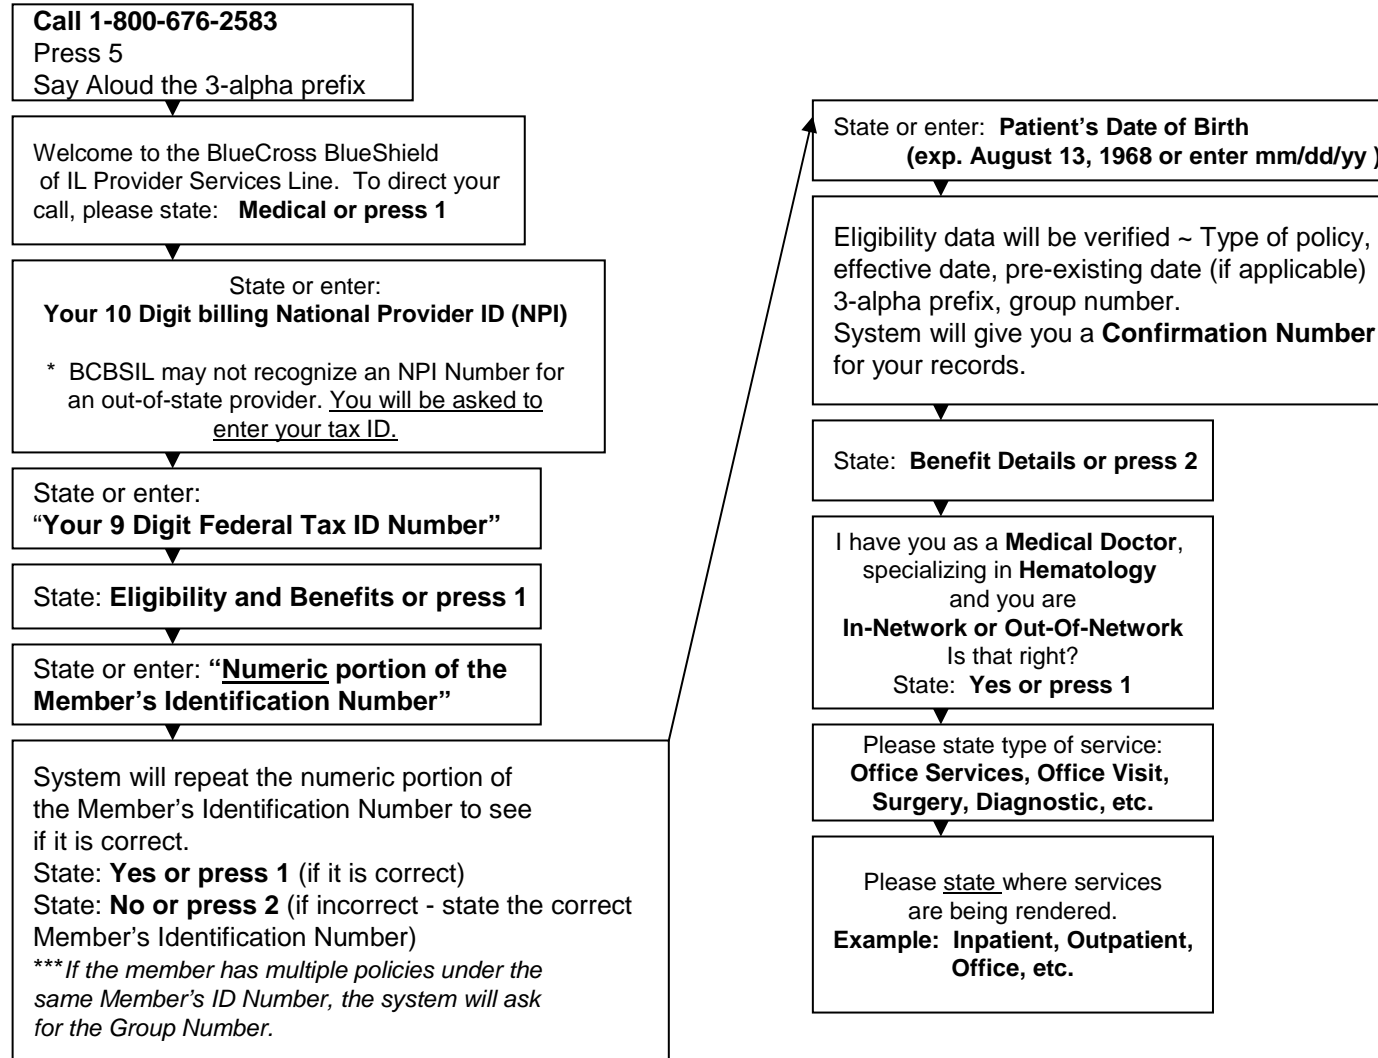 Call 1-800-676-2583
Press 5
Say Aloud the 3-alpha prefix
Welcome to the BlueCross BlueShield
of IL Provider Services Line.  To direct your
call, please state:   Medical or press 1
State or enter:
Your 10 Digit billing National Provider ID (NPI)
*  BCBSIL may not recognize an NPI Number for
an out-of-state provider. You will be asked to
enter your tax ID.
State or enter:
“Your 9 Digit Federal Tax ID Number”
State: Eligibility and Benefits or press 1
State or enter: “Numeric portion of the
Member’s Identification Number”
System will repeat the numeric portion of
the Member’s Identification Number to see
if it is correct.
State: Yes or press 1 (if it is correct)
State: No or press 2 (if incorrect - state the correct
Member’s Identification Number)
***If the member has multiple policies under the
same Member’s ID Number, the system will ask
for the Group Number.
State or enter:  Patient’s Date of Birth
(exp. August 13, 1968 or enter mm/dd/yy )
Eligibility data will be verified ~ Type of policy,
effective date, pre-existing date (if applicable)
3-alpha prefix, group number.
System will give you a Confirmation Number
for your records.
State:  Benefit Details or press 2
I have you as a Medical Doctor,
specializing in Hematology
and you are
In-Network or Out-Of-Network
Is that right?
State:  Yes or press 1
Please state type of service:
Office Services, Office Visit,
Surgery, Diagnostic, etc.
Please state where services
are being rendered.
Example:  Inpatient, Outpatient,
Office, etc.